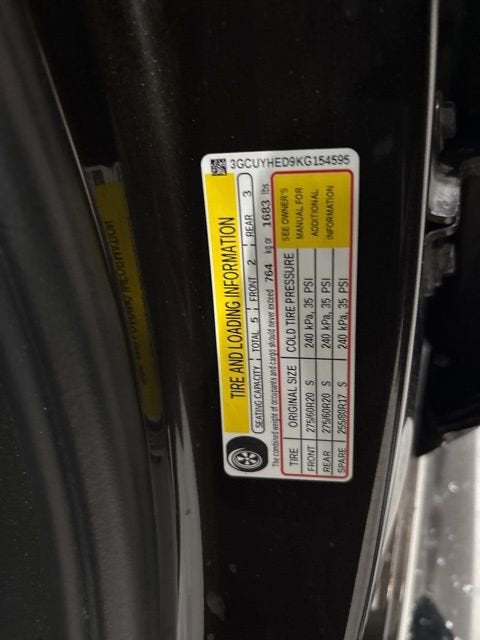 3GCUYHED9KG154595
TIRE AND LOADING INFORMATION
SEATING CAPACITY TOTAL 5 FRONT 2 REAR 3
The combined weight of occupants and cargo should never exceed 764 kg or 1683 lbs
TIRE ORIGINAL SIZE COLD TIRE PRESSURE
FRONT 275/60R20 S 240 kPa, 35 PSI
REAR 275/60R20 S 240 kPa, 35 PSI
SPARE 255/80R17 S 240 kPa, 35 PSI
SEE OWNER'S
MANUAL FOR
ADDITIONAL
INFORMATION